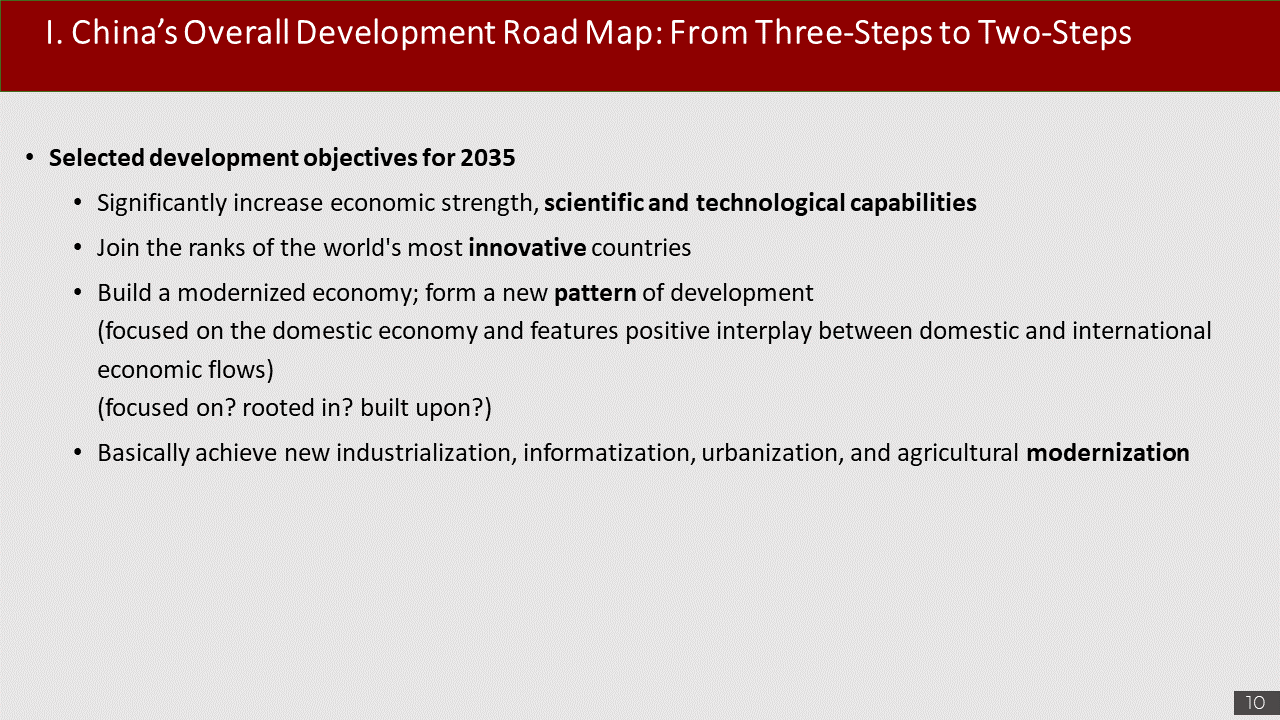 I. China’s Overall Development Road Map: From Three-Steps to Two-Steps
• Selected development objectives for 2035
• Significantly increase economic strength, scientific and technological capabilities
• Join the ranks of the world's most innovative countries
• Build a modernized economy; form a new pattern of development
(focused on the domestic economy and features positive interplay between domestic and international
economic flows)
(focused on? rooted in? built upon?)
• Basically achieve new industrialization, informatization, urbanization, and agricultural modernization
10